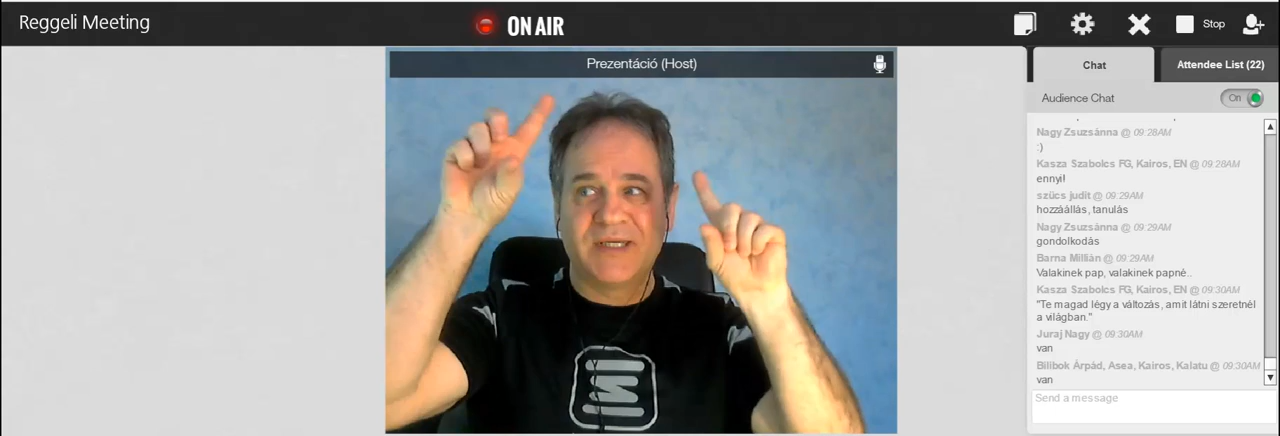 Reggeli Meeting
ON AIR
Stop
Prezentáció (Host)
Chat
Attendee List (22)
Audience Chat
On
Nagy Zsuzsánna @ 09:28AM
:)
Kasza Szabolcs FG, Kairos, EN @ 09:28AM
ennyi!
szűcs judit @ 09:29AM
hozzáállás, tanulás
Nagy Zsuzsánna @ 09:29AM
gondolkodás
Barna Millián @ 09:29AM
Valakinek pap, valakinek papné..
Kasza Szabolcs FG, Kairos, EN @ 09:30AM
"Te magad légy a változás, amit látni szeretnél
a világban."
Juraj Nagy @ 09:30AM
van
Bilibok Árpád, Asea, Kairos, Kalatu @ 09:30AM
van
Send a message